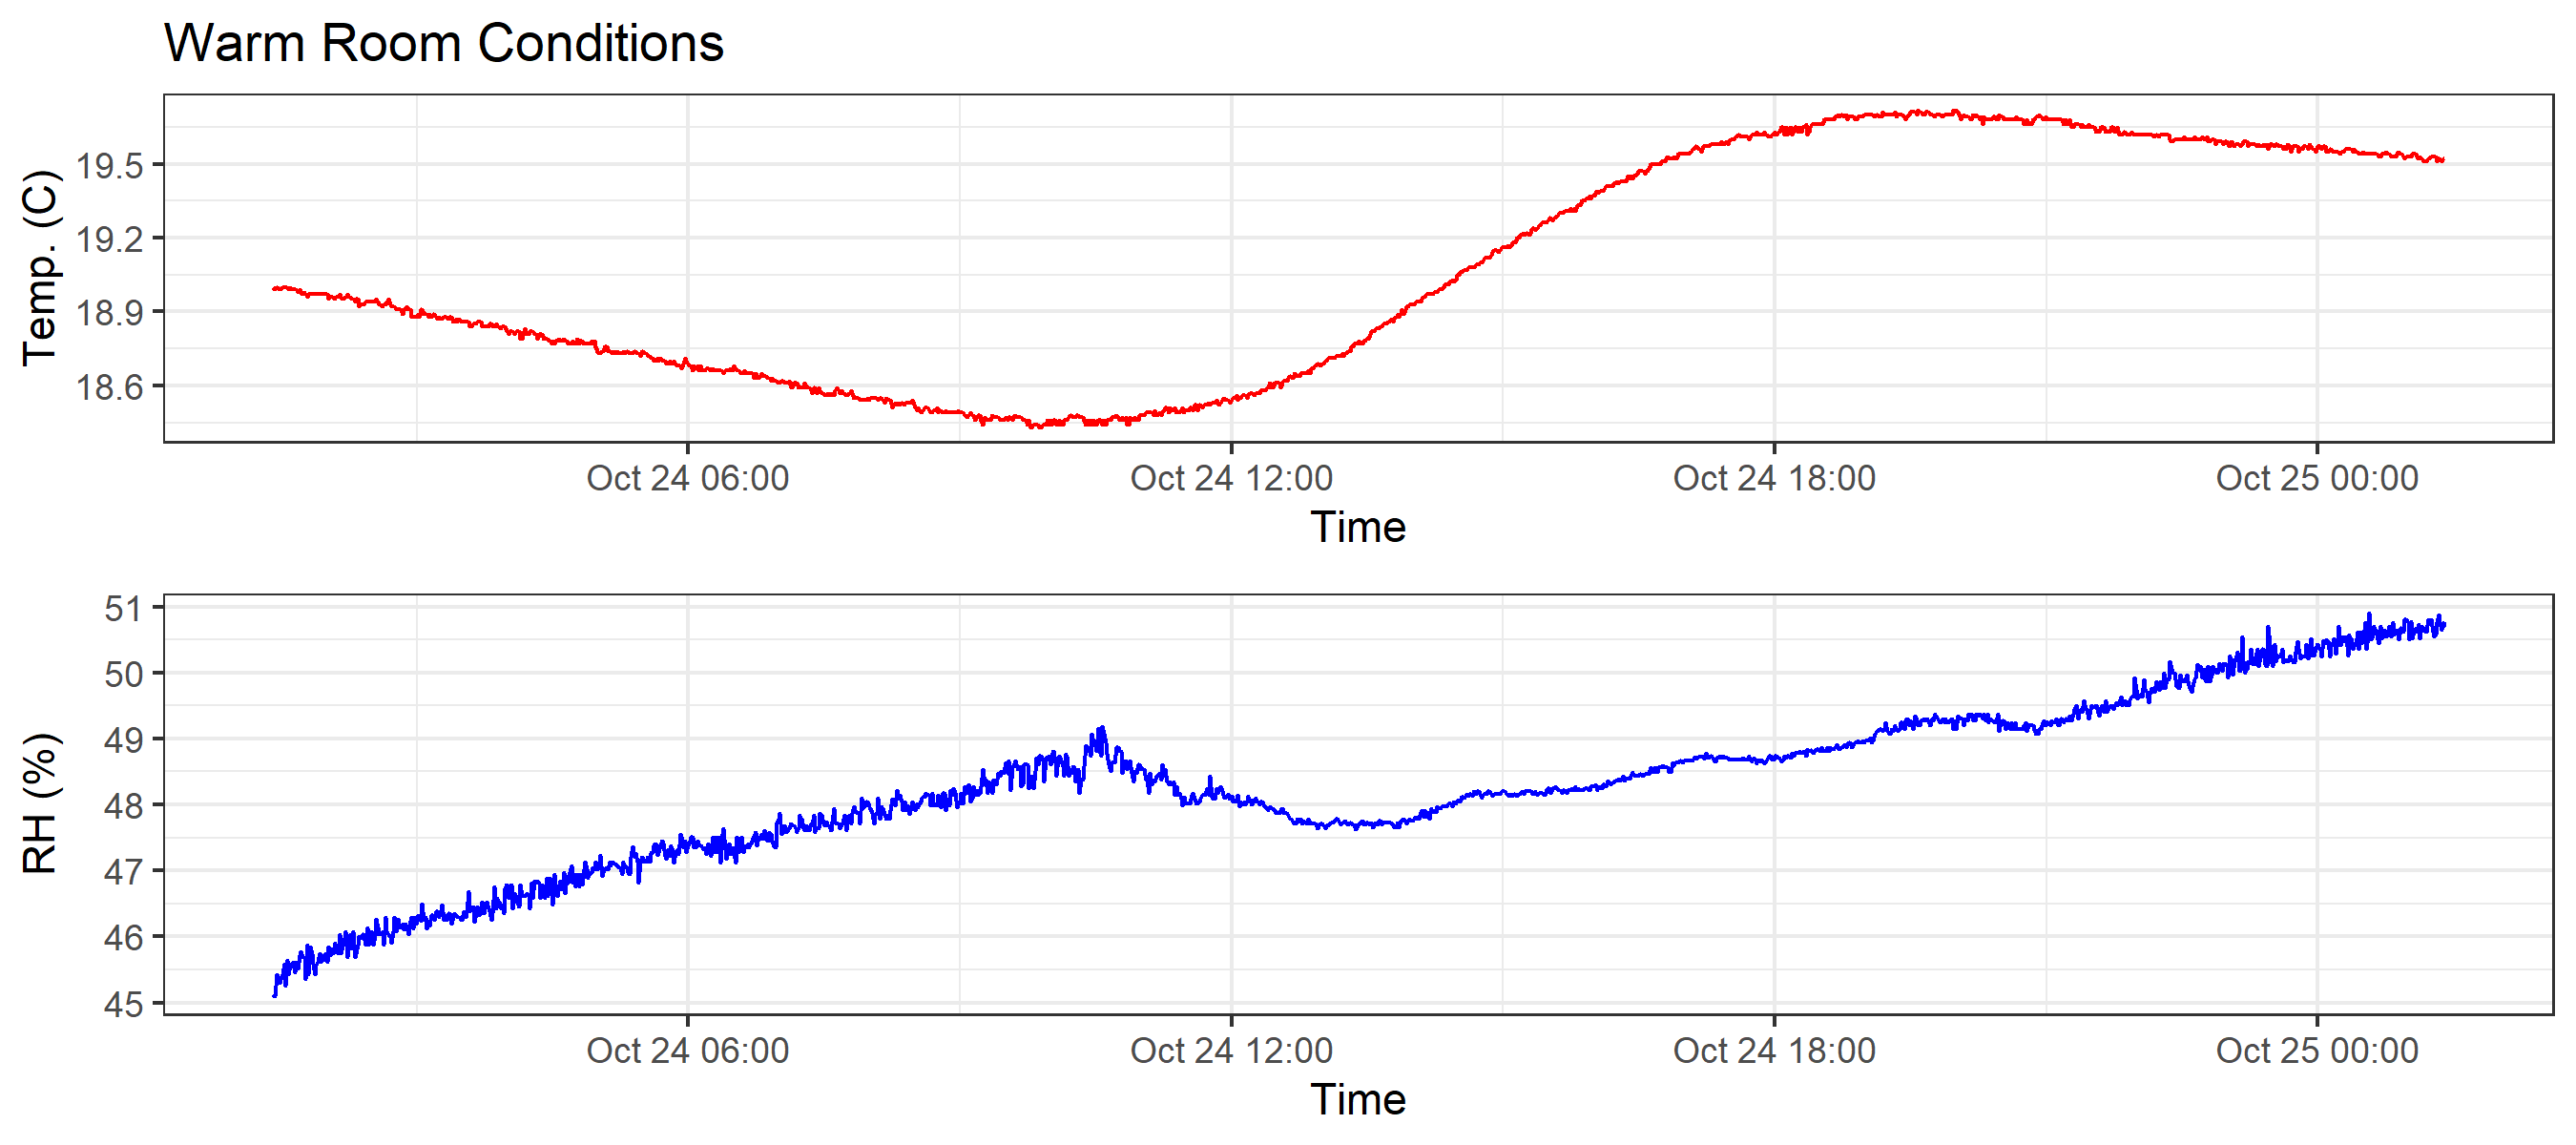 Warm Room Conditions
Temp. (C)
19.5
19.2
18.9
18.6
Oct 24 06:00 Oct 24 12:00 Oct 24 18:00 Oct 25 00:00
Time
RH (%)
51
50
49
48
47
46
45
Oct 24 06:00 Oct 24 12:00 Oct 24 18:00 Oct 25 00:00
Time